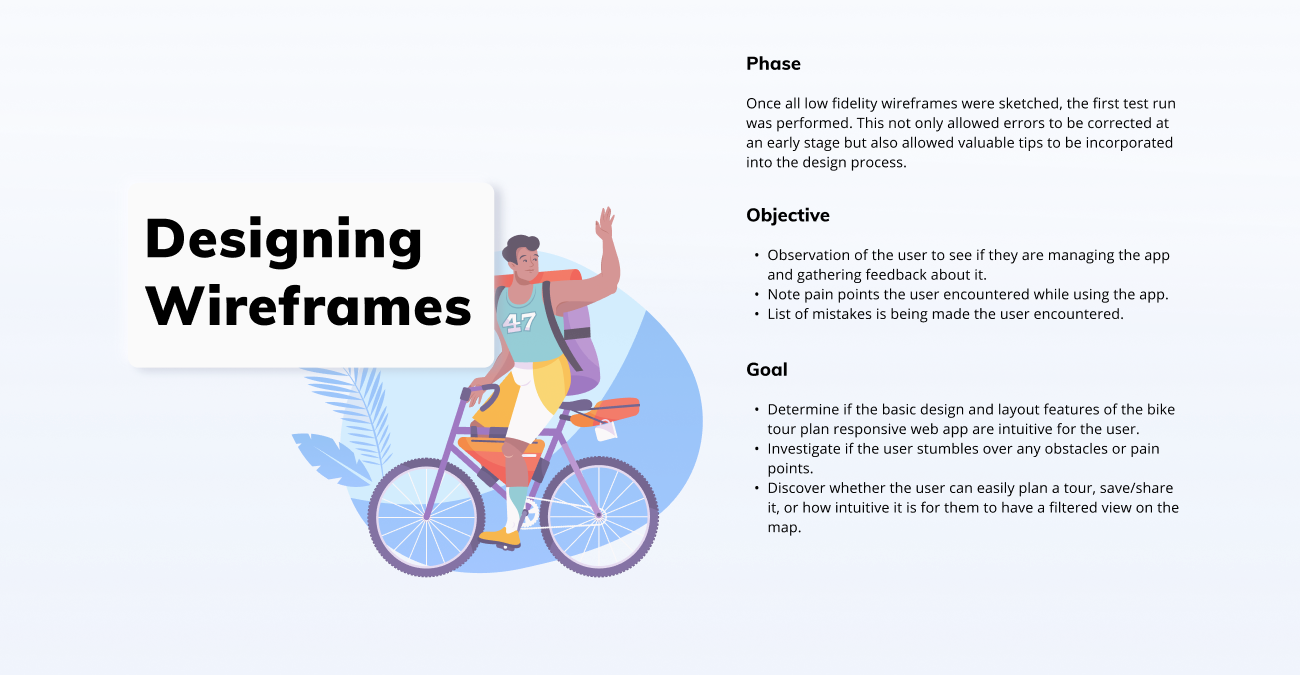 Designing
Wireframes
47
Phase
Once all low fidelity wireframes were sketched, the first test run
was performed. This not only allowed errors to be corrected at
an early stage but also allowed valuable tips to be incorporated
into the design process.
Objective
• Observation of the user to see if they are managing the app
and gathering feedback about it.
• Note pain points the user encountered while using the app.
• List of mistakes is being made the user encountered.
Goal
• Determine if the basic design and layout features of the bike
tour plan responsive web app are intuitive for the user.
• Investigate if the user stumbles over any obstacles or pain
points.
• Discover whether the user can easily plan a tour, save/share
it, or how intuitive it is for them to have a filtered view on the
map.